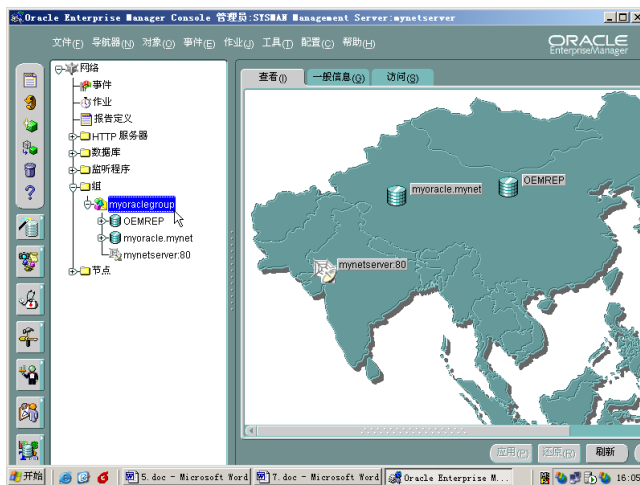 Oracle Enterprise Manager Console 管理员:SYSMAN Management Server:mynetserver
文件(F) 导航器(N) 对象(O) 事件(E) 作业(J) 工具(T) 配置(C) 帮助(H)
ORACLE
EnterpriseManager
网络
事件
作业
报告定义
HTTP 服务器
数据库
监听程序
组
myoraclegroup
OEMREP
myoracle.mynet
mynetserver:80
节点
查看(I) 一般信息(G) 访问(S)
myoracle.mynet
OEMREP
mynetserver:80
应用(P) 还原(R) 刷新
开始 5.doc - Microsoft Word 7.doc - Microsoft Word Oracle Enterprise M... 16:05